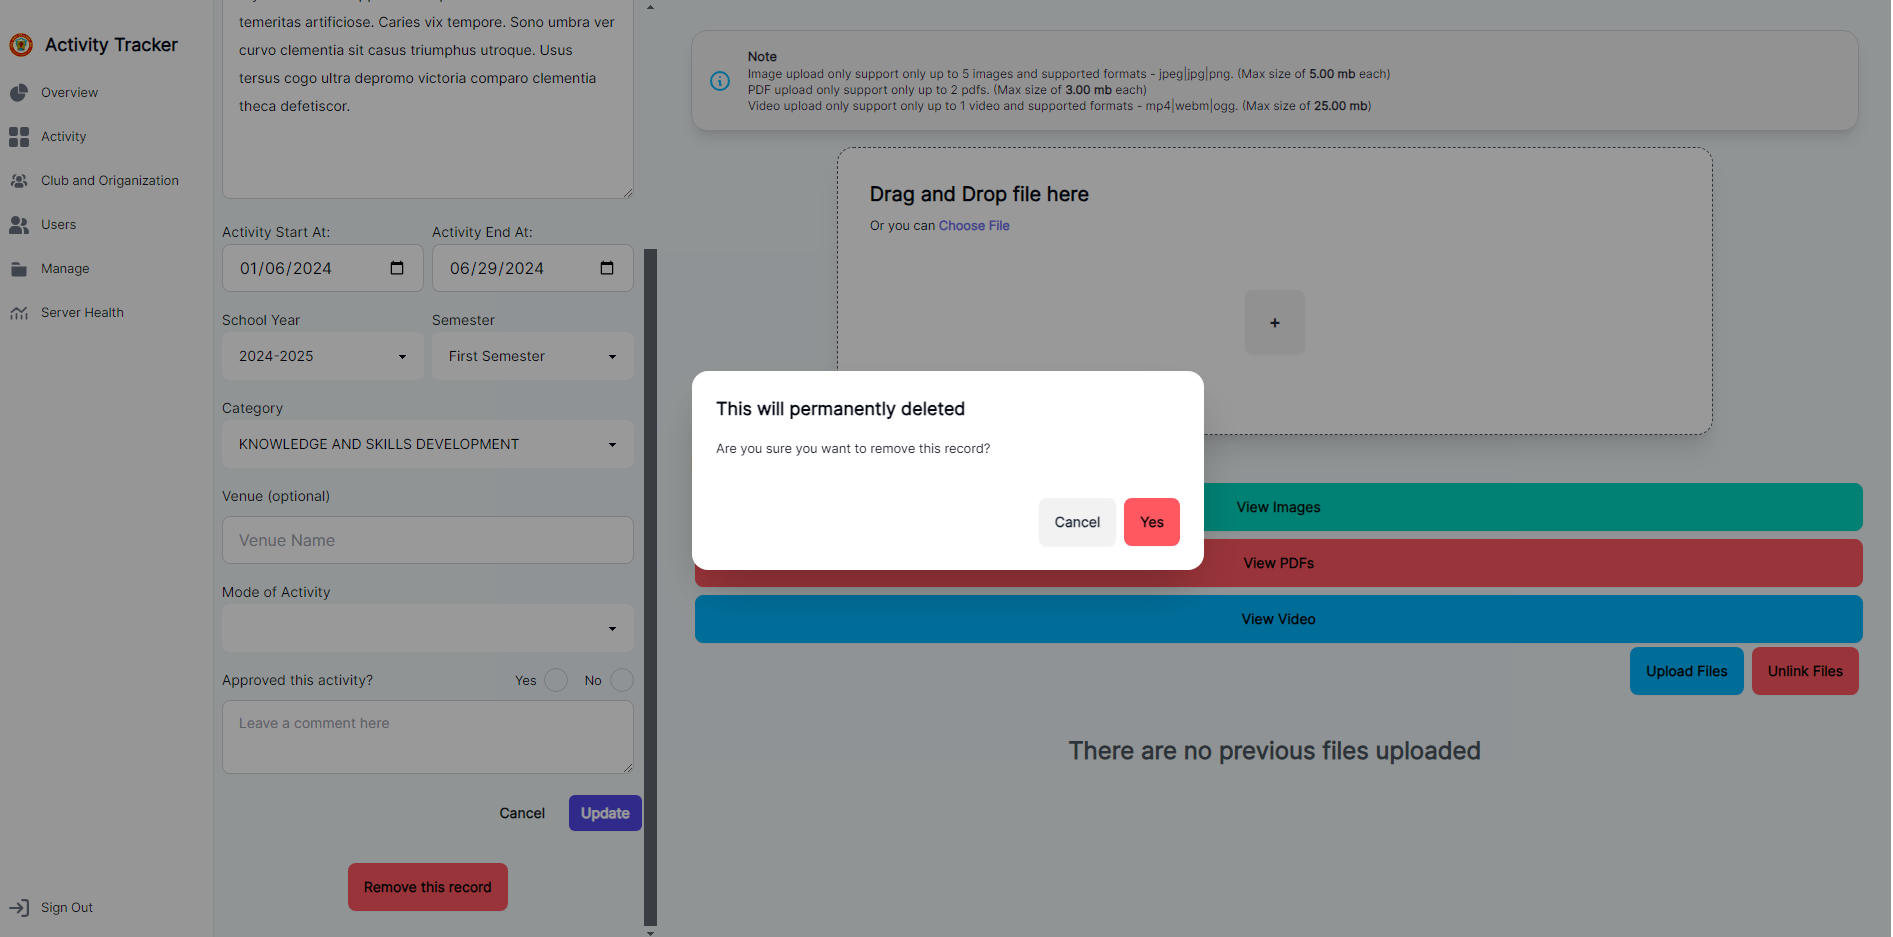 Activity Tracker
Overview
Activity
Club and Origanization
Users
Manage
Server Health
Sign Out
temeritas artificiose. Caries vix tempore. Sono umbra ver
curvo clementia sit casus triumphus utroque. Usus
tersus cogo ultra depromo victoria comparo clementia
theca defetiscor.
Activity Start At:
Activity End At:
01/06/2024
06/29/2024
School Year
Semester
2024-2025
First Semester
Category
KNOWLEDGE AND SKILLS DEVELOPMENT
Venue (optional)
Venue Name
Mode of Activity
Approved this activity?
Yes
No
Leave a comment here
Cancel
Update
Remove this record
Note
Image upload only support only up to 5 images and supported formats - jpeg|jpg|png. (Max size of 5.00 mb each)
PDF upload only support only up to 2 pdfs. (Max size of 3.00 mb each)
Video upload only support only up to 1 video and supported formats - mp4|webm|ogg. (Max size of 25.00 mb)
Drag and Drop file here
Or you can Choose File
+
This will permanently deleted
Are you sure you want to remove this record?
Cancel
Yes
View Images
View PDFs
View Video
Upload Files
Unlink Files
There are no previous files uploaded